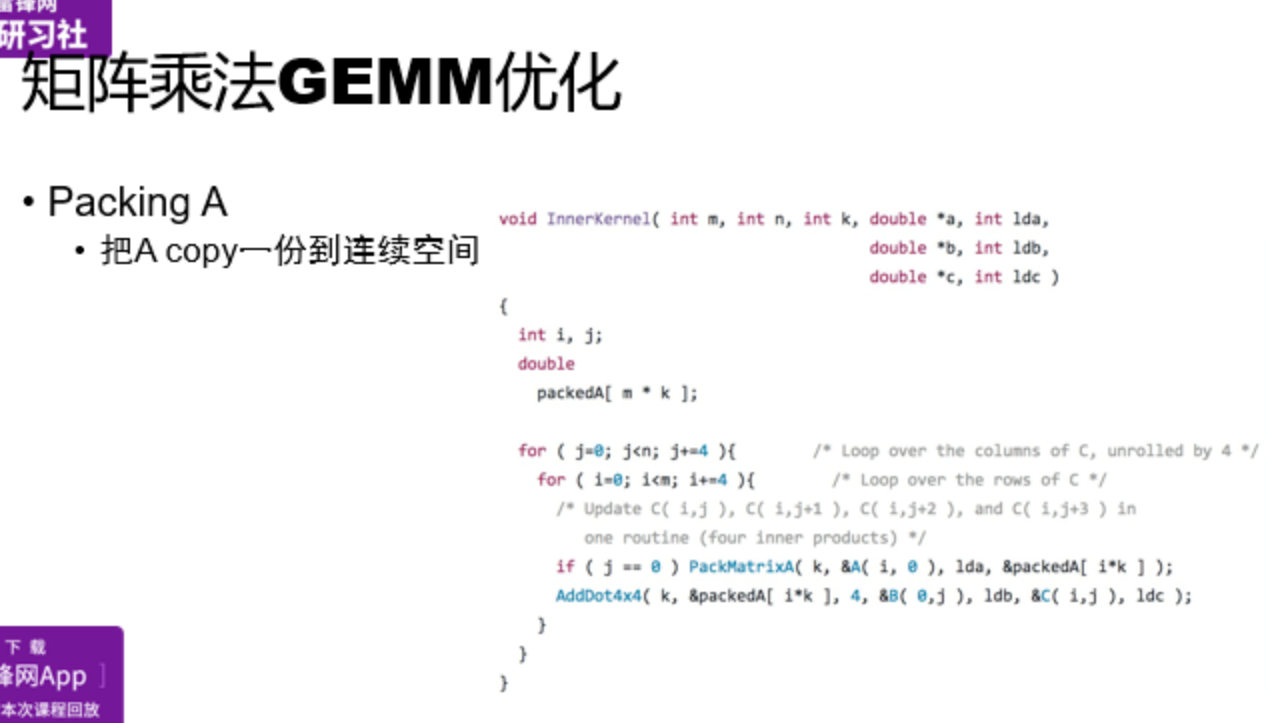 雷锋网
研习社
矩阵乘法GEMM优化
• Packing A
• 把A copy一份到连续空间
void InnerKernel( int m, int n, int k, double *a, int lda,
double *b, int ldb,
double *c, int ldc )
{
int i, j;
double
packedA[ m * k ];
for ( j=0; j<n; j+=4 ){ /* Loop over the columns of C, unrolled by 4 */
for ( i=0; i<m; i+=4 ){ /* Loop over the rows of C */
/* Update C( i,j ), C( i,j+1 ), C( i,j+2 ), and C( i,j+3 ) in
one routine (four inner products) */
if ( j == 0 ) PackMatrixA( k, &A( i, 0 ), lda, &packedA[ i*k ] );
AddDot4x4( k, &packedA[ i*k ], 4, &B( 0,j ), ldb, &C( i,j ), ldc );
}
}
}
下载
锋网App ]
本次课程回放